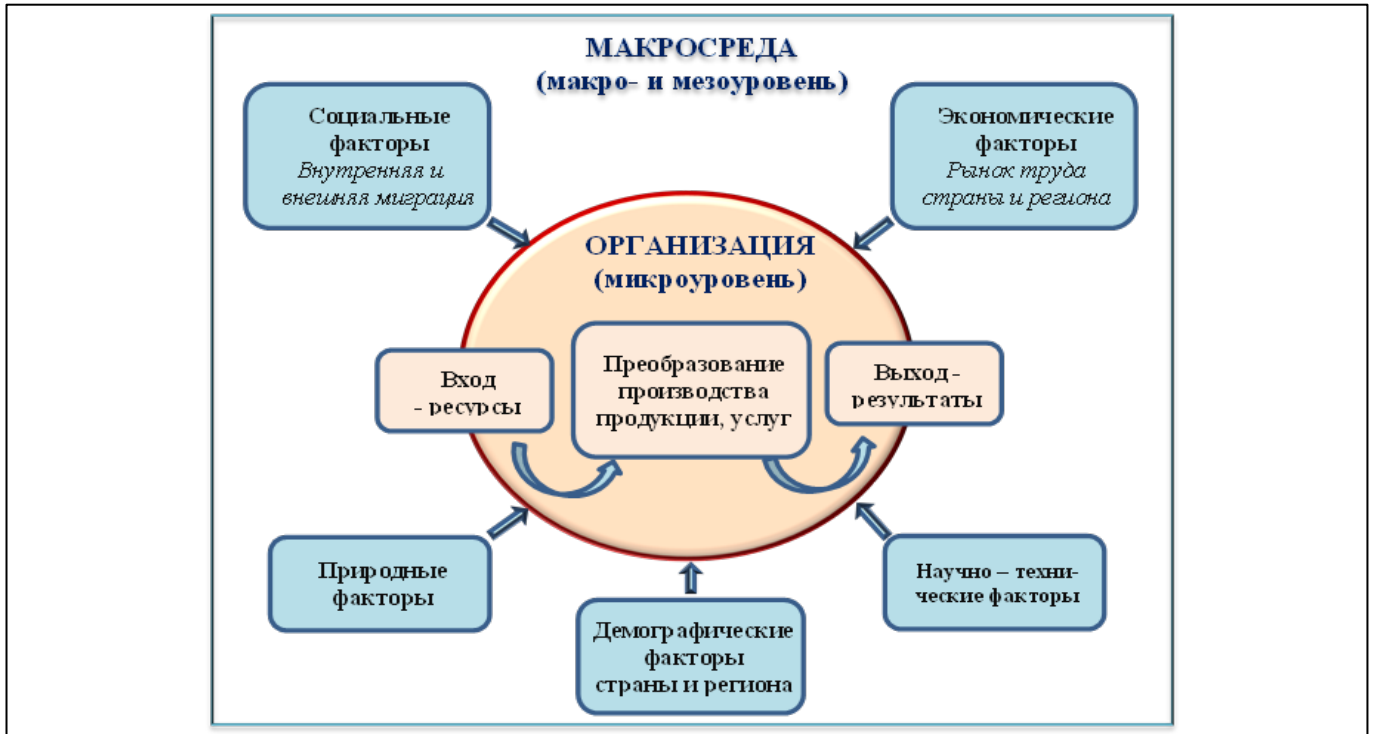 МАКРОСРЕДА
(макро- и мезоуровень)
Социальные
факторы
Внутренняя и
внешняя миграция
Экономические
факторы
Рынок труда
страны и региона
ОРГАНИЗАЦИЯ
(микроуровень)
Вход
- ресурсы
Преобразование
производства
продукции, услуг
Выход -
результаты
Природные
факторы
Демографические
факторы
страны и региона
Научно – техни-
ческие факторы